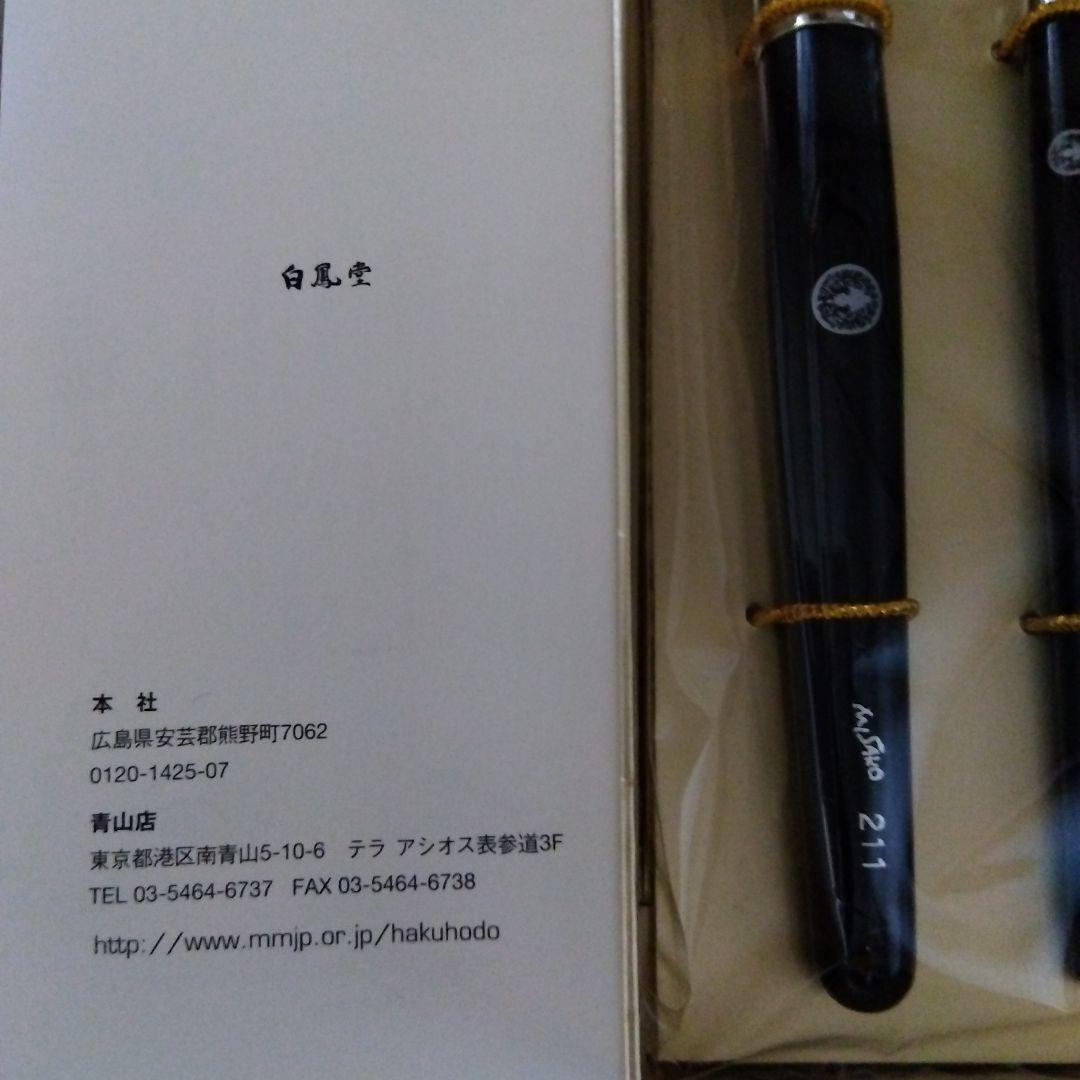 白鳳堂
本 社
広島県安芸郡熊野町7062
0120-1425-07
青山店
東京都港区南青山5-10-6 テラ アシオス表参道3F
TEL 03-5464-6737 FAX 03-5464-6738
http://www.mmjp.or.jp/hakuhodo
MISAKO 211